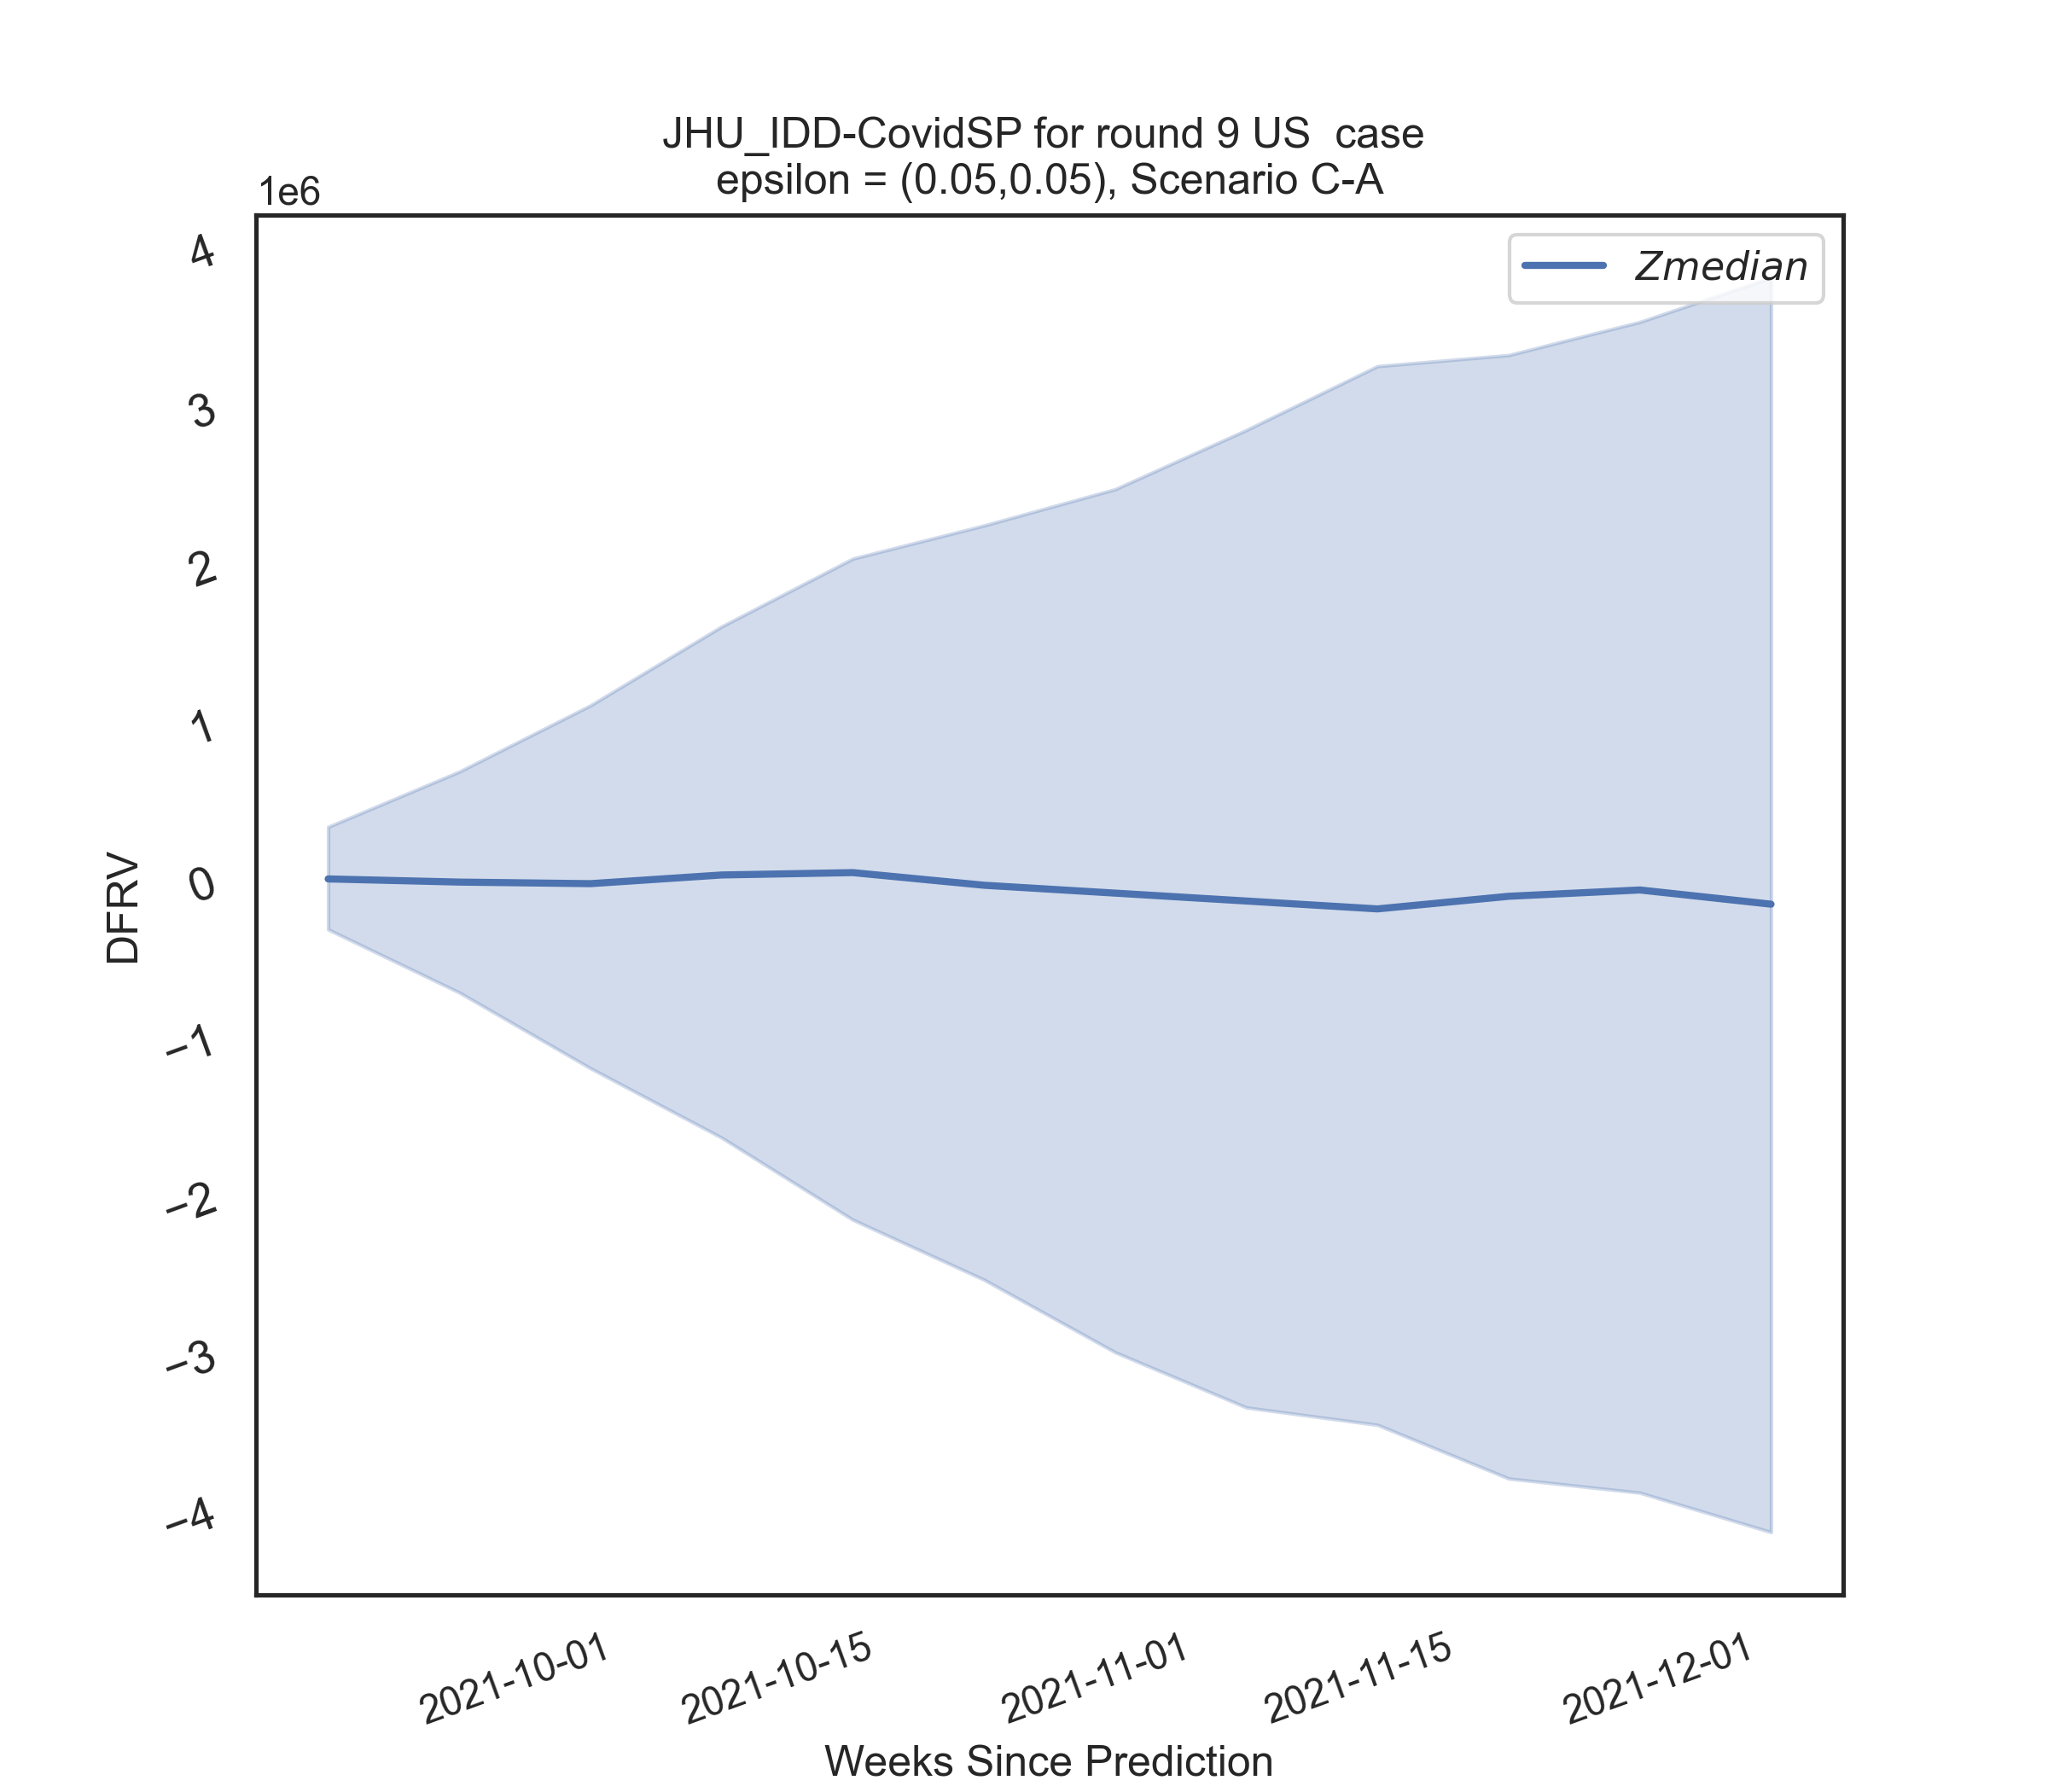 JHU_IDD-CovidSP for round 9 US  case
epsilon = (0.05,0.05), Scenario C-A
1e6
Zmedian
4
3
2
1
0
−1
−2
−3
−4
DFRV
2021-10-01
2021-10-15
2021-11-01
2021-11-15
2021-12-01
Weeks Since Prediction